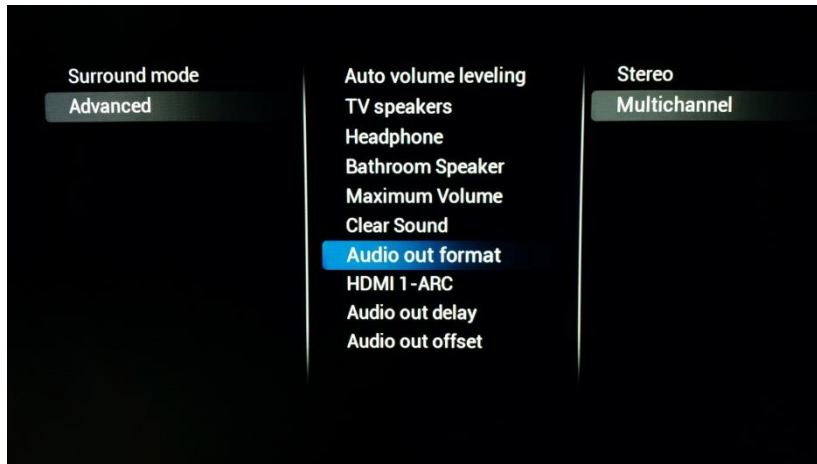 Surround mode
Advanced
Auto volume leveling
TV speakers
Headphone
Bathroom Speaker
Maximum Volume
Clear Sound
Audio out format
HDMI 1-ARC
Audio out delay
Audio out offset
Stereo
Multichannel